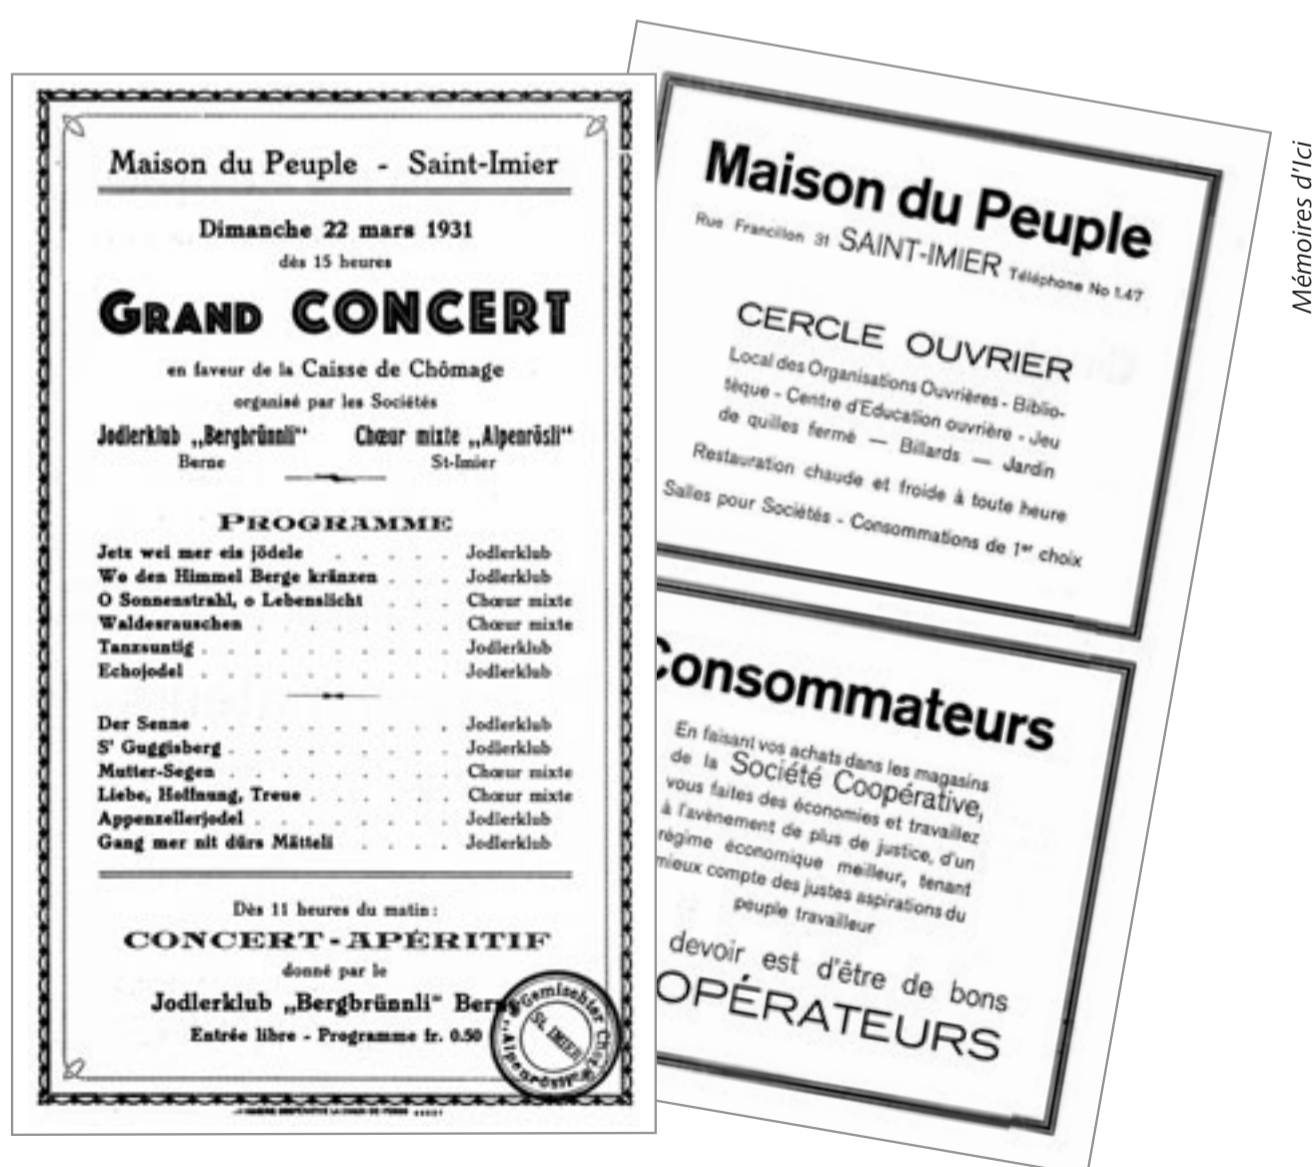 Maison du Peuple - Saint-Imier
Dimanche 22 mars 1931
dès 15 heures
GRAND CONCERT
en faveur de la Caisse de Chômage
organisé par les Sociétés
Jodlerklub „Bergbrünnli“ Chœur mixte „Alpenrösli“
Berne St-Imier
PROGRAMME
Jetz wei mer eis jödele . . . . . Jodlerklub
Wo den Himmel Berge kränzen . . . Jodlerklub
O Sonnenstrahl, o Lebenslicht . . . Chœur mixte
Waldesrauschen . . . . . . . . Chœur mixte
Tanzsuntig . . . . . . . . . . Jodlerklub
Echojodel . . . . . . . . . . Jodlerklub
Der Senne . . . . . . . . . . Jodlerklub
S' Guggisberg . . . . . . . . . Jodlerklub
Mutter-Segen . . . . . . . . . Chœur mixte
Liebe, Hoffnung, Treue . . . . . . Chœur mixte
Appenzellerjodel . . . . . . . . Jodlerklub
Gang mer nit dürs Mätteli . . . . Jodlerklub
Dès 11 heures du matin:
CONCERT-APÉRITIF
donné par le
Jodlerklub „Bergbrünnli“ Bern
Entrée libre - Programme fr. 0.50
Gemischter Chor
„Alpenrösli“
St. IMIER
Maison du Peuple
Rue Francillon 31 SAINT-IMIER Téléphone No 1.47
CERCLE OUVRIER
Local des Organisations Ouvrières - Biblio-
tèque - Centre d'Education ouvrière - Jeu
de quilles fermé — Billards — Jardin
Restauration chaude et froide à toute heure
Salles pour Sociétés - Consommations de 1er choix
Consommateurs
En faisant vos achats dans les magasins
de la Société Coopérative,
vous faites des économies et travaillez
à l'avènement de plus de justice, d'un
régime économique meilleur, tenant
mieux compte des justes aspirations du
peuple travailleur
devoir est d'être de bons
OPÉRATEURS
Mémoires d'Ici